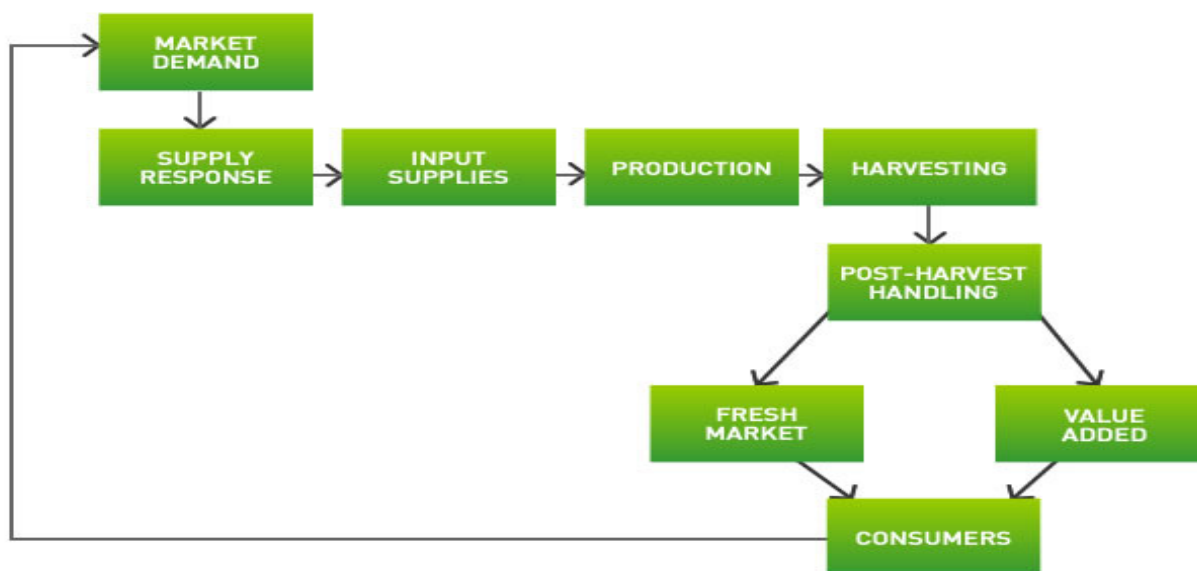 MARKET
DEMAND
SUPPLY
RESPONSE
INPUT
SUPPLIES
PRODUCTION
HARVESTING
POST-HARVEST
HANDLING
FRESH
MARKET
VALUE
ADDED
CONSUMERS